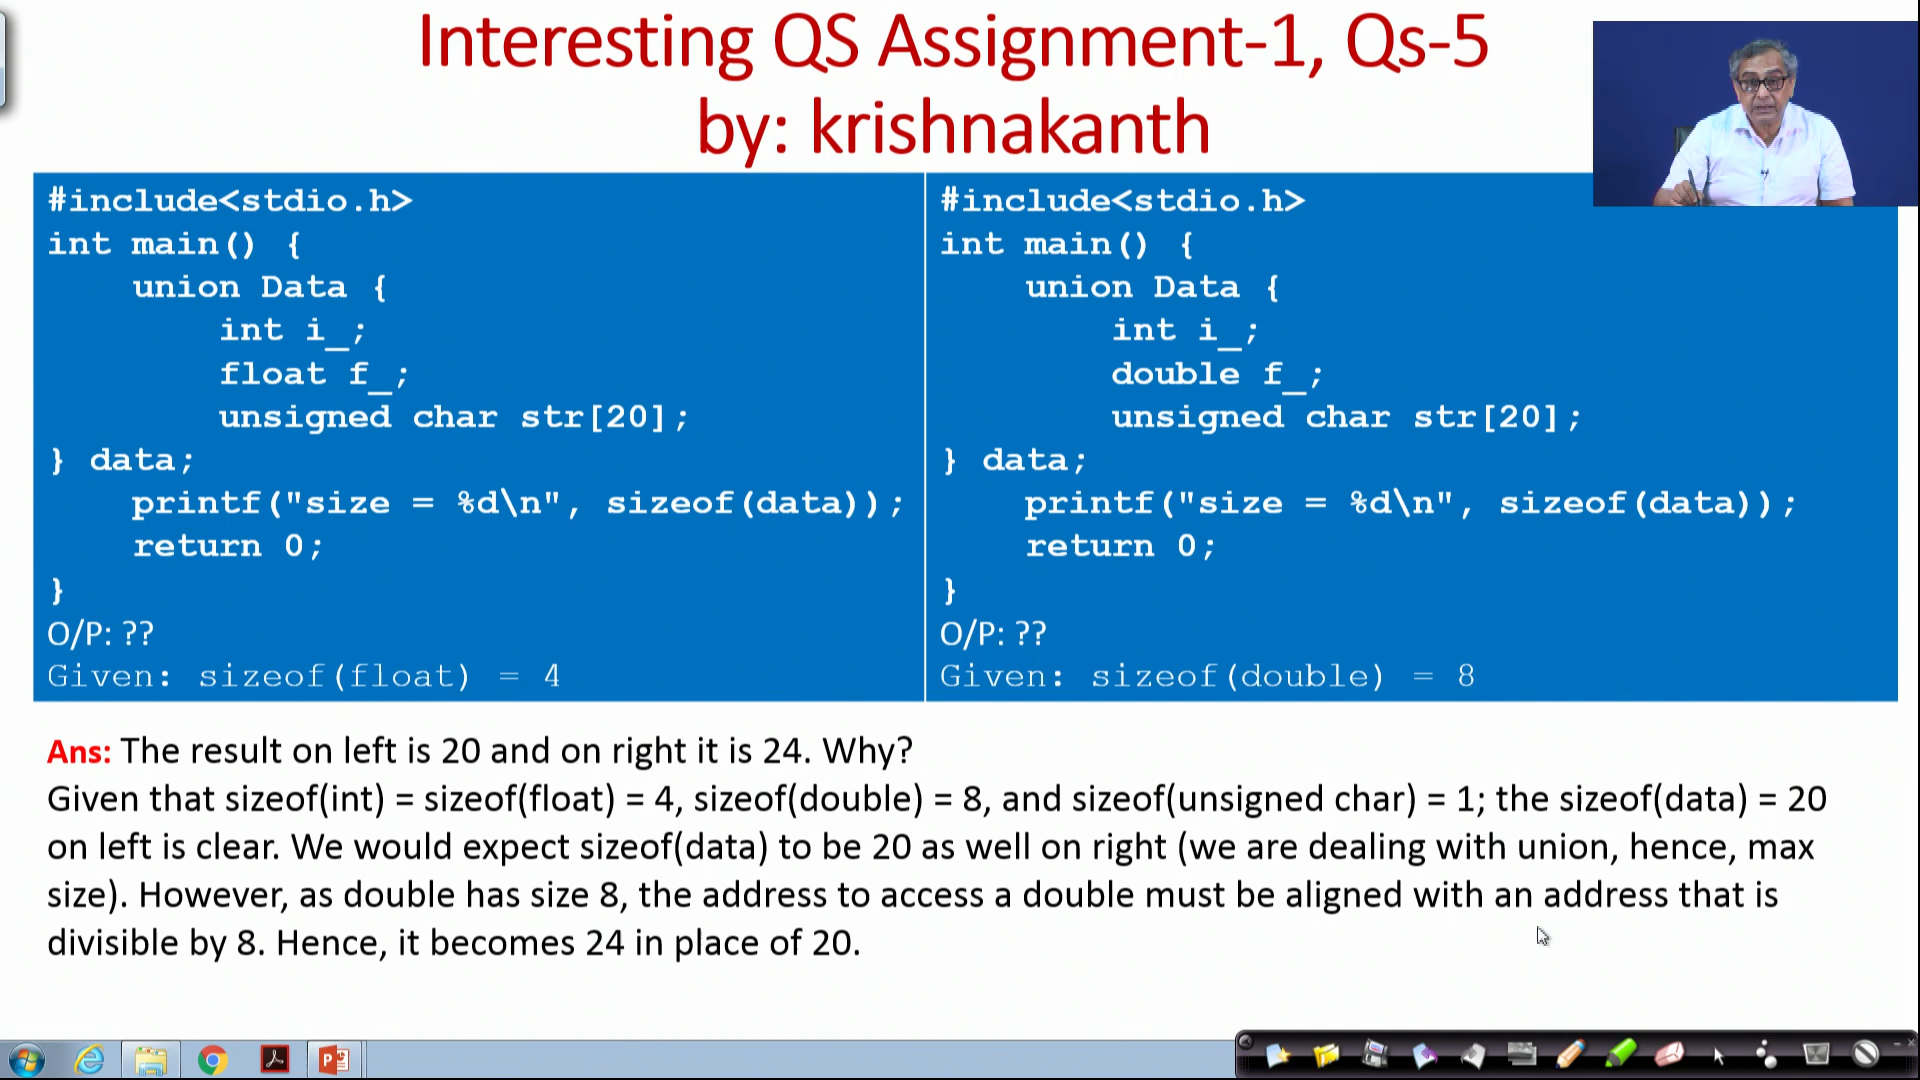 Interesting QS Assignment-1, Qs-5
by: krishnakanth
#include<stdio.h>
int main() {
union Data {
int i_;
float f_;
unsigned char str[20];
} data;
printf("size = %d\n", sizeof(data));
return 0;
}
O/P: ??
Given: sizeof(float) = 4
#include<stdio.h>
int main() {
union Data {
int i_;
double f_;
unsigned char str[20];
} data;
printf("size = %d\n", sizeof(data));
return 0;
}
O/P: ??
Given: sizeof(double) = 8
Ans: The result on left is 20 and on right it is 24. Why?
Given that sizeof(int) = sizeof(float) = 4, sizeof(double) = 8, and sizeof(unsigned char) = 1; the sizeof(data) = 20
on left is clear. We would expect sizeof(data) to be 20 as well on right (we are dealing with union, hence, max
size). However, as double has size 8, the address to access a double must be aligned with an address that is
divisible by 8. Hence, it becomes 24 in place of 20.